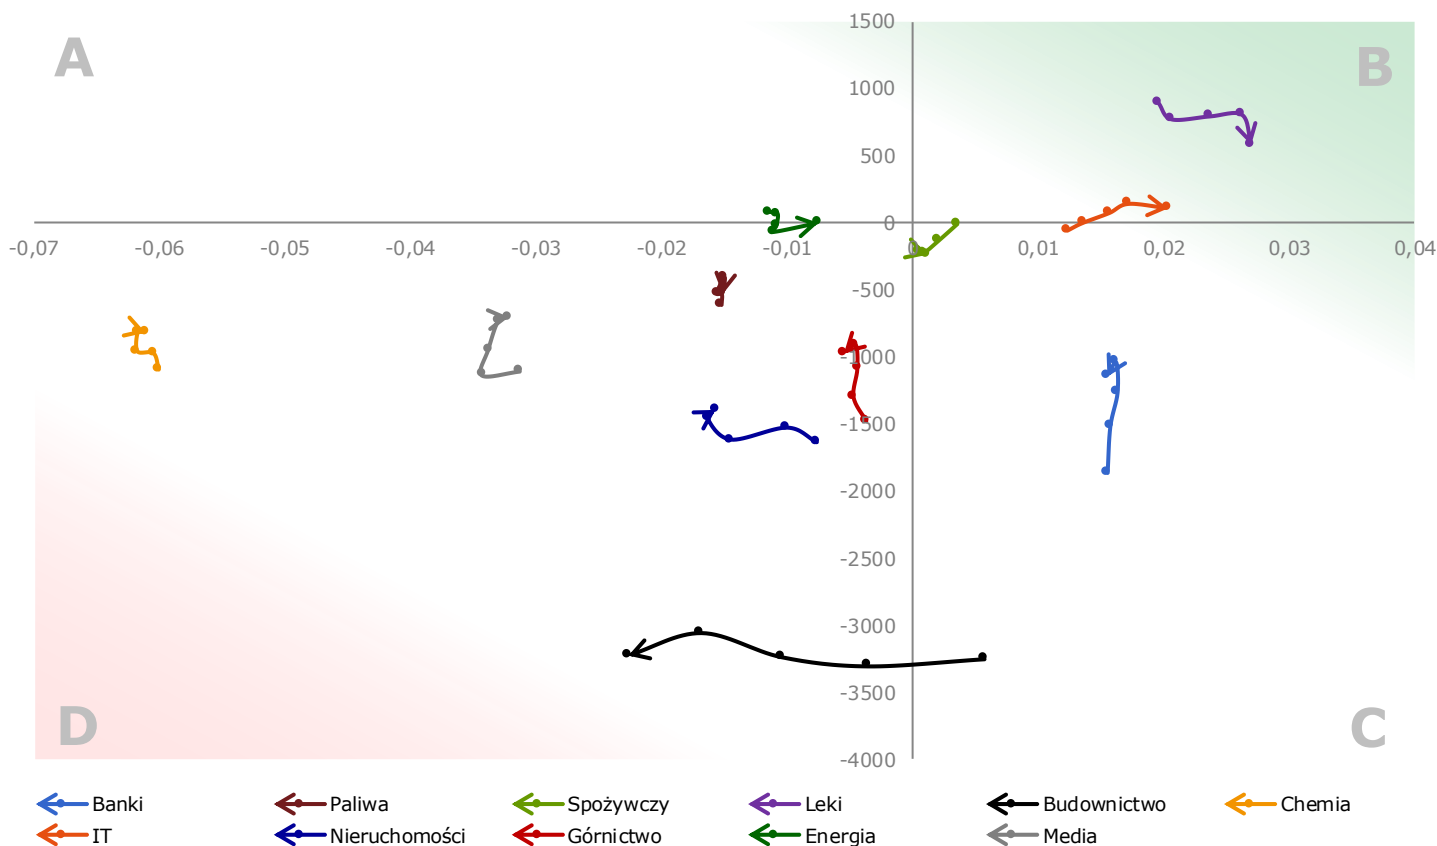 A
B
1500
1000
500
0
-0,07 -0,06 -0,05 -0,04 -0,03 -0,02 -0,01 0 0,01 0,02 0,03 0,04
-500
-1000
-1500
-2000
-2500
-3000
-3500
-4000
D
C
Banki Paliwa Spożywczy Leki Budownictwo Chemia
IT Nieruchomości Górnictwo Energia Media